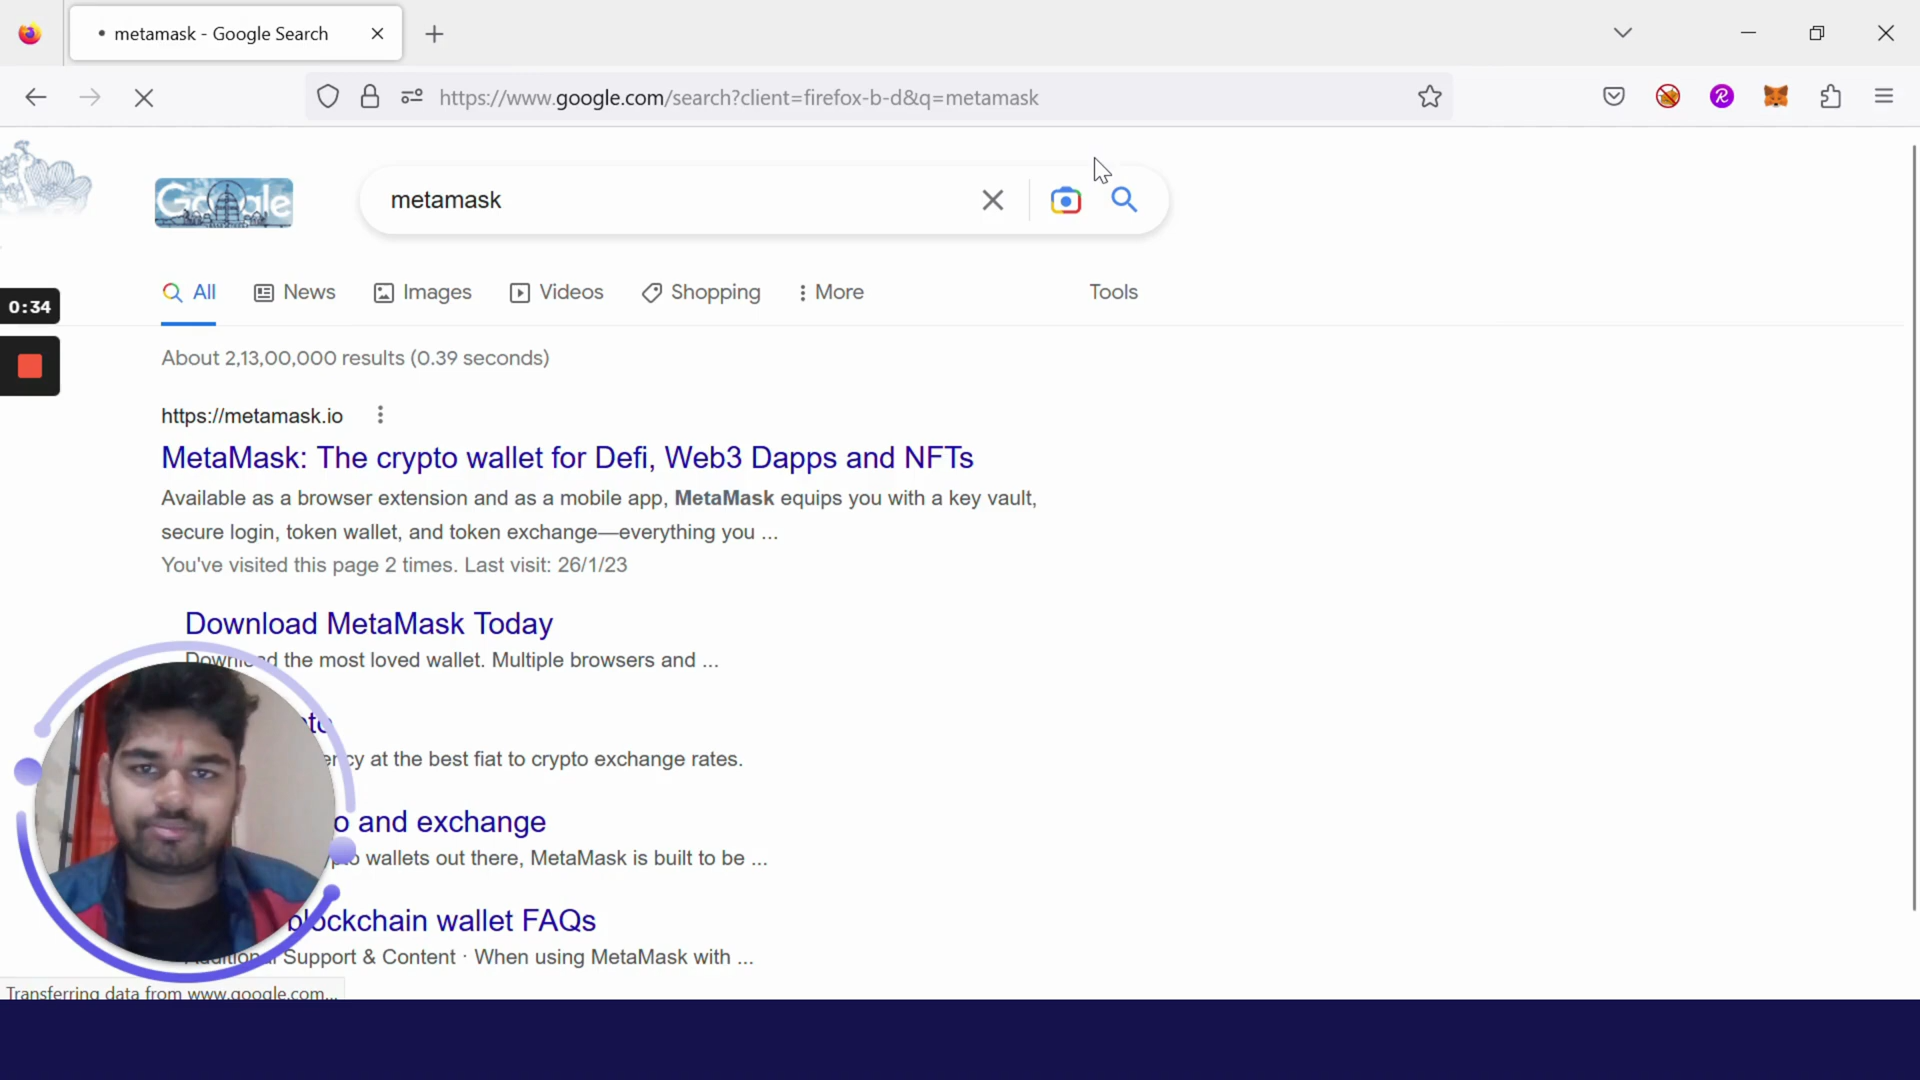 metamask - Google Search
https://www.google.com/search?client=firefox-b-d&q=metamask
Google
metamask
All
News
Images
Videos
Shopping
More
Tools
0:34
About 2,13,00,000 results (0.39 seconds)
https://metamask.io
MetaMask: The crypto wallet for Defi, Web3 Dapps and NFTs
Available as a browser extension and as a mobile app, MetaMask equips you with a key vault,
secure login, token wallet, and token exchange—everything you ...
You've visited this page 2 times. Last visit: 26/1/23
Download MetaMask Today
Download the most loved wallet. Multiple browsers and ...
at the best fiat to crypto exchange rates.
and exchange
wallets out there, MetaMask is built to be ...
blockchain wallet FAQs
Additional Support & Content · When using MetaMask with ...
Transferring data from www.google.com...